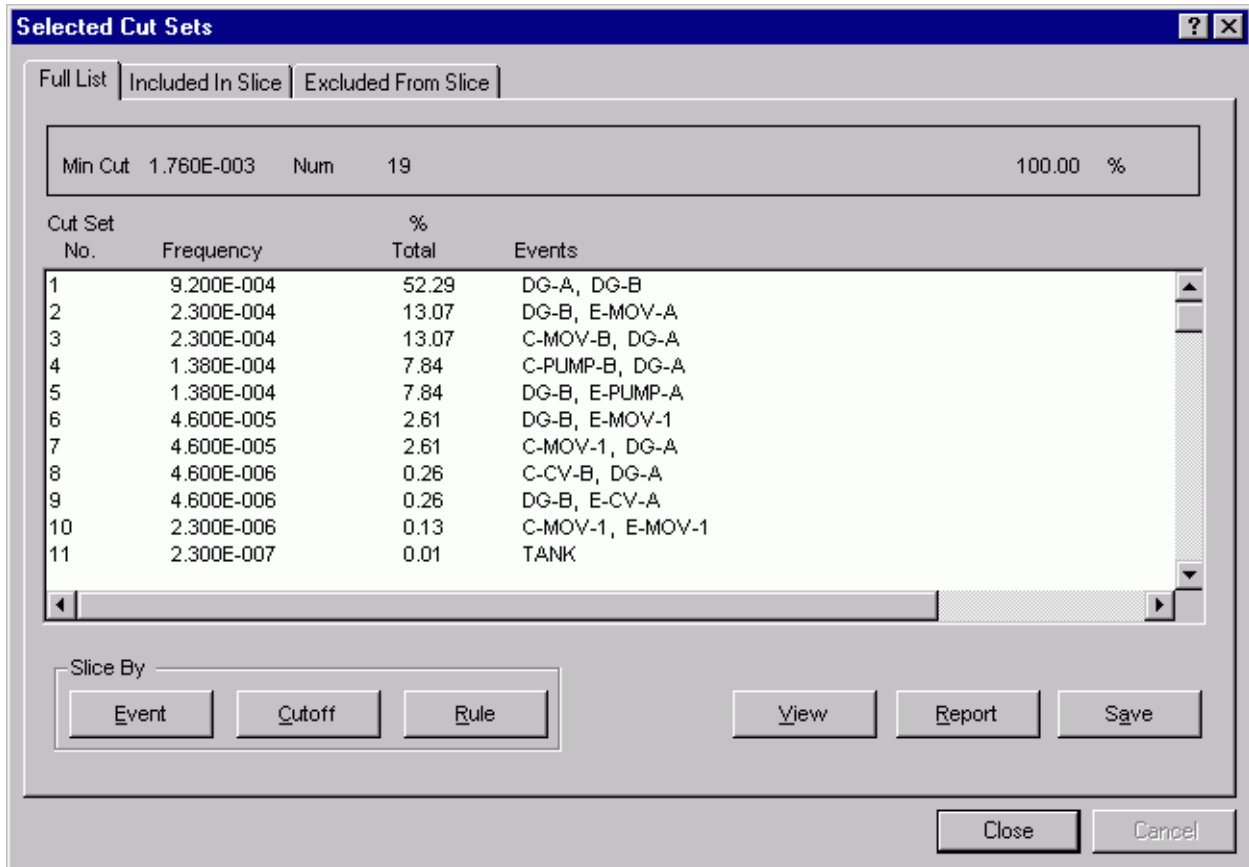 Selected Cut Sets
Full List Included In Slice Excluded From Slice
Min Cut 1.760E-003 Num 19 100.00 %
Cut Set %
No. Frequency Total Events
1 9.200E-004 52.29 DG-A, DG-B
2 2.300E-004 13.07 DG-B, E-MOV-A
3 2.300E-004 13.07 C-MOV-B, DG-A
4 1.380E-004 7.84 C-PUMP-B, DG-A
5 1.380E-004 7.84 DG-B, E-PUMP-A
6 4.600E-005 2.61 DG-B, E-MOV-1
7 4.600E-005 2.61 C-MOV-1, DG-A
8 4.600E-006 0.26 C-CV-B, DG-A
9 4.600E-006 0.26 DG-B, E-CV-A
10 2.300E-006 0.13 C-MOV-1, E-MOV-1
11 2.300E-007 0.01 TANK
Slice By
Event Cutoff Rule View Report Save
Close Cancel